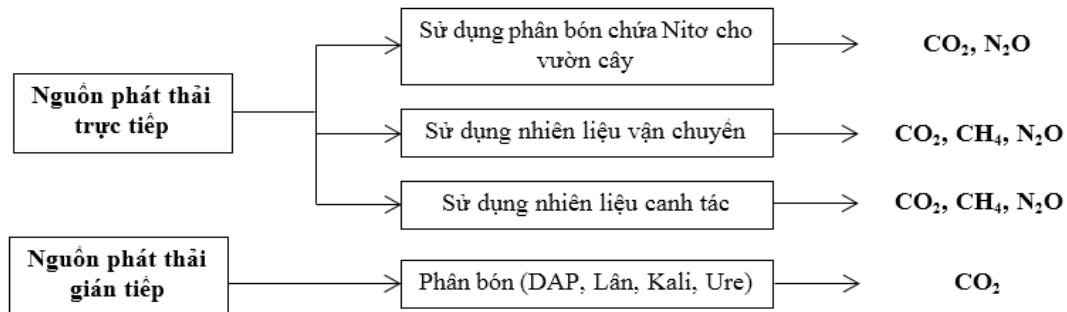 Sử dụng phân bón chứa Nitơ cho
vườn cây
CO₂, N₂O
Nguồn phát thải
trực tiếp
Sử dụng nhiên liệu vận chuyển
CO₂, CH₄, N₂O
Sử dụng nhiên liệu canh tác
CO₂, CH₄, N₂O
Nguồn phát thải
gián tiếp
Phân bón (DAP, Lân, Kali, Ure)
CO₂